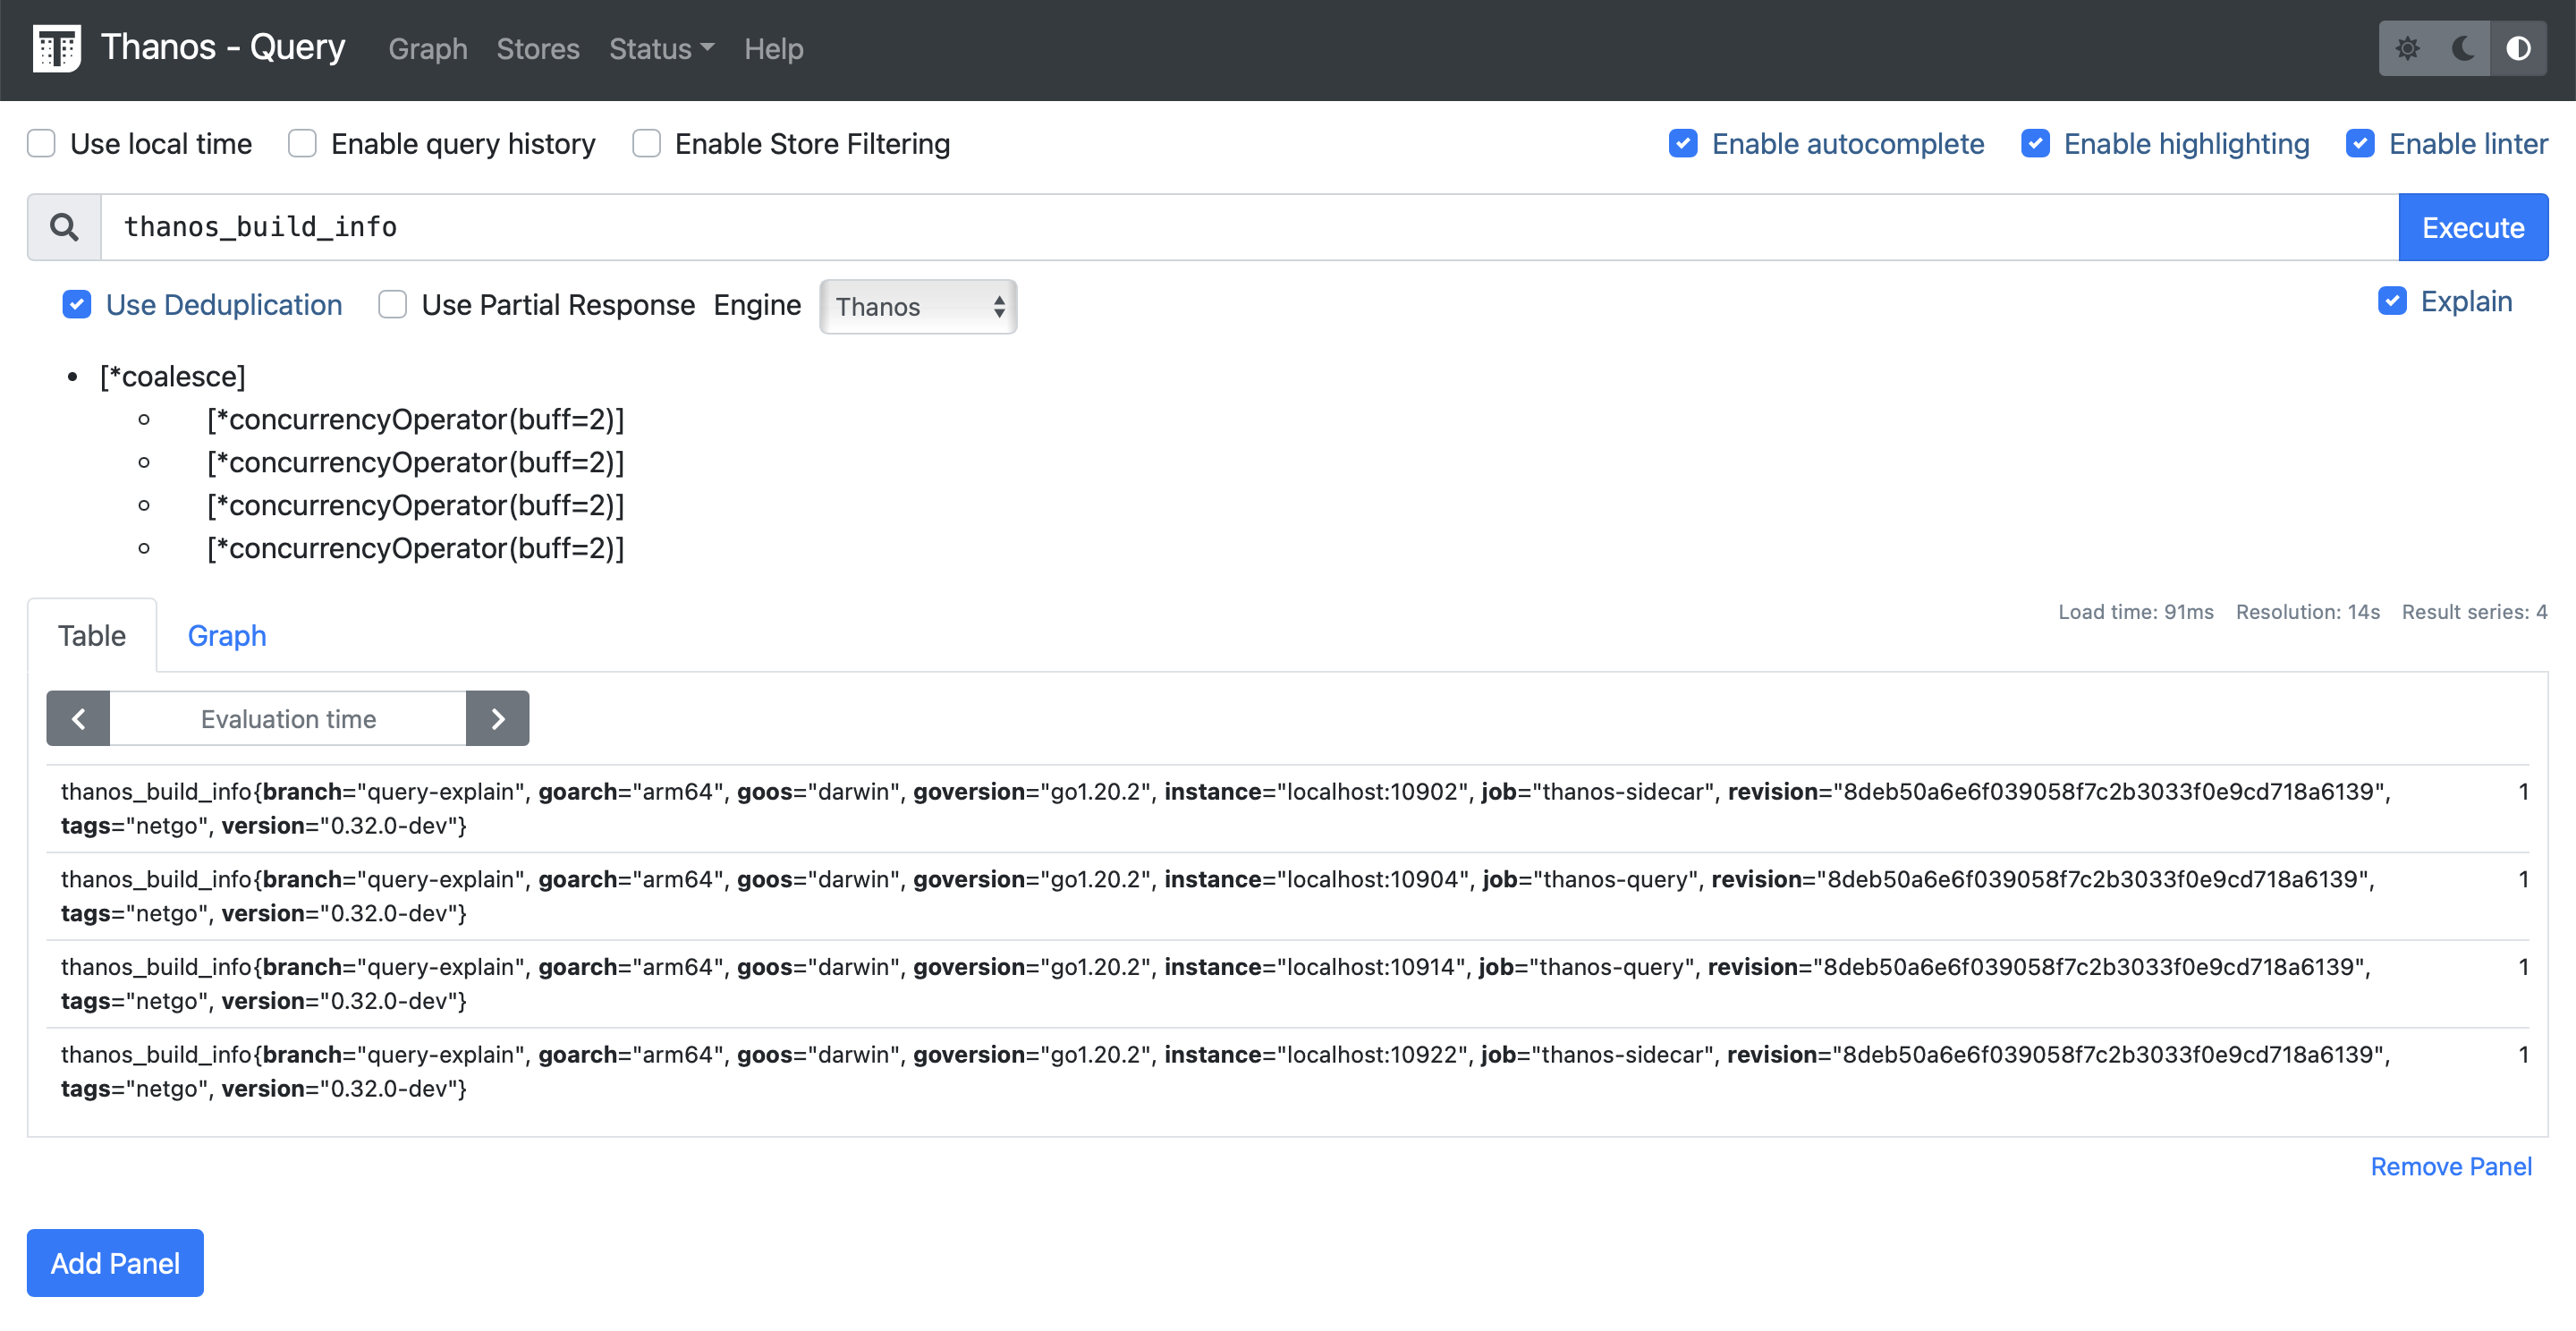 Thanos - Query Graph Stores Status Help
Use local time Enable query history Enable Store Filtering Enable autocomplete Enable highlighting Enable linter
thanos_build_info Execute
Use Deduplication Use Partial Response Engine Thanos Explain
• [*coalesce]
◦ [*concurrencyOperator(buff=2)]
◦ [*concurrencyOperator(buff=2)]
◦ [*concurrencyOperator(buff=2)]
◦ [*concurrencyOperator(buff=2)]
Load time: 91ms Resolution: 14s Result series: 4
Table Graph
Evaluation time
thanos_build_info{branch="query-explain", goarch="arm64", goos="darwin", goversion="go1.20.2", instance="localhost:10902", job="thanos-sidecar", revision="8deb50a6e6f039058f7c2b3033f0e9cd718a6139", 1
tags="netgo", version="0.32.0-dev"}
thanos_build_info{branch="query-explain", goarch="arm64", goos="darwin", goversion="go1.20.2", instance="localhost:10904", job="thanos-query", revision="8deb50a6e6f039058f7c2b3033f0e9cd718a6139", 1
tags="netgo", version="0.32.0-dev"}
thanos_build_info{branch="query-explain", goarch="arm64", goos="darwin", goversion="go1.20.2", instance="localhost:10914", job="thanos-query", revision="8deb50a6e6f039058f7c2b3033f0e9cd718a6139", 1
tags="netgo", version="0.32.0-dev"}
thanos_build_info{branch="query-explain", goarch="arm64", goos="darwin", goversion="go1.20.2", instance="localhost:10922", job="thanos-sidecar", revision="8deb50a6e6f039058f7c2b3033f0e9cd718a6139", 1
tags="netgo", version="0.32.0-dev"}
Remove Panel
Add Panel